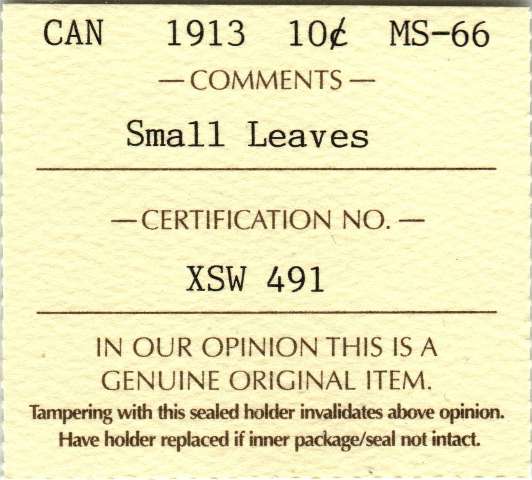 CAN 1913 10¢ MS-66
— COMMENTS —
Small Leaves
— CERTIFICATION NO. —
XSW 491
IN OUR OPINION THIS IS A
GENUINE ORIGINAL ITEM.
Tampering with this sealed holder invalidates above opinion.
Have holder replaced if inner package/seal not intact.